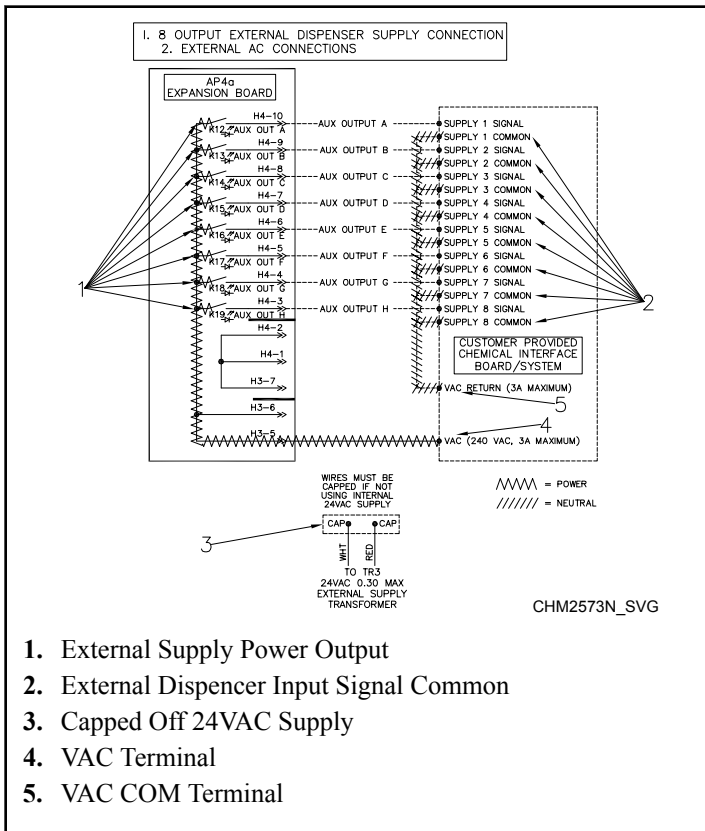 1. 8 OUTPUT EXTERNAL DISPENSER SUPPLY CONNECTION
2. EXTERNAL AC CONNECTIONS
AP4a
EXPANSION BOARD
H4-10
K12 AUX OUT A
AUX OUTPUT A
SUPPLY 1 SIGNAL
SUPPLY 1 COMMON
H4-9
K13 AUX OUT B
AUX OUTPUT B
SUPPLY 2 SIGNAL
SUPPLY 2 COMMON
H4-8
K14 AUX OUT C
AUX OUTPUT C
SUPPLY 3 SIGNAL
SUPPLY 3 COMMON
H4-7
K15 AUX OUT D
AUX OUTPUT D
SUPPLY 4 SIGNAL
SUPPLY 4 COMMON
H4-6
K16 AUX OUT E
AUX OUTPUT E
SUPPLY 5 SIGNAL
SUPPLY 5 COMMON
H4-5
K17 AUX OUT F
AUX OUTPUT F
SUPPLY 6 SIGNAL
SUPPLY 6 COMMON
H4-4
K18 AUX OUT G
AUX OUTPUT G
SUPPLY 7 SIGNAL
SUPPLY 7 COMMON
H4-3
K19 AUX OUT H
AUX OUTPUT H
SUPPLY 8 SIGNAL
SUPPLY 8 COMMON
1
2
H4-2
H4-1
H3-7
H3-6
H3-5
CUSTOMER PROVIDED
CHEMICAL INTERFACE
BOARD/SYSTEM
VAC RETURN (3A MAXIMUM)
5
4
VAC (240 VAC, 3A MAXIMUM)
WIRES MUST BE
CAPPED IF NOT
USING INTERNAL
24VAC SUPPLY
= POWER
= NEUTRAL
3
CAP
CAP
WHT
RED
TO TR3
24VAC 0.30 MAX
EXTERNAL SUPPLY
TRANSFORMER
CHM2573N_SVG
1. External Supply Power Output
2. External Dispencer Input Signal Common
3. Capped Off 24VAC Supply
4. VAC Terminal
5. VAC COM Terminal